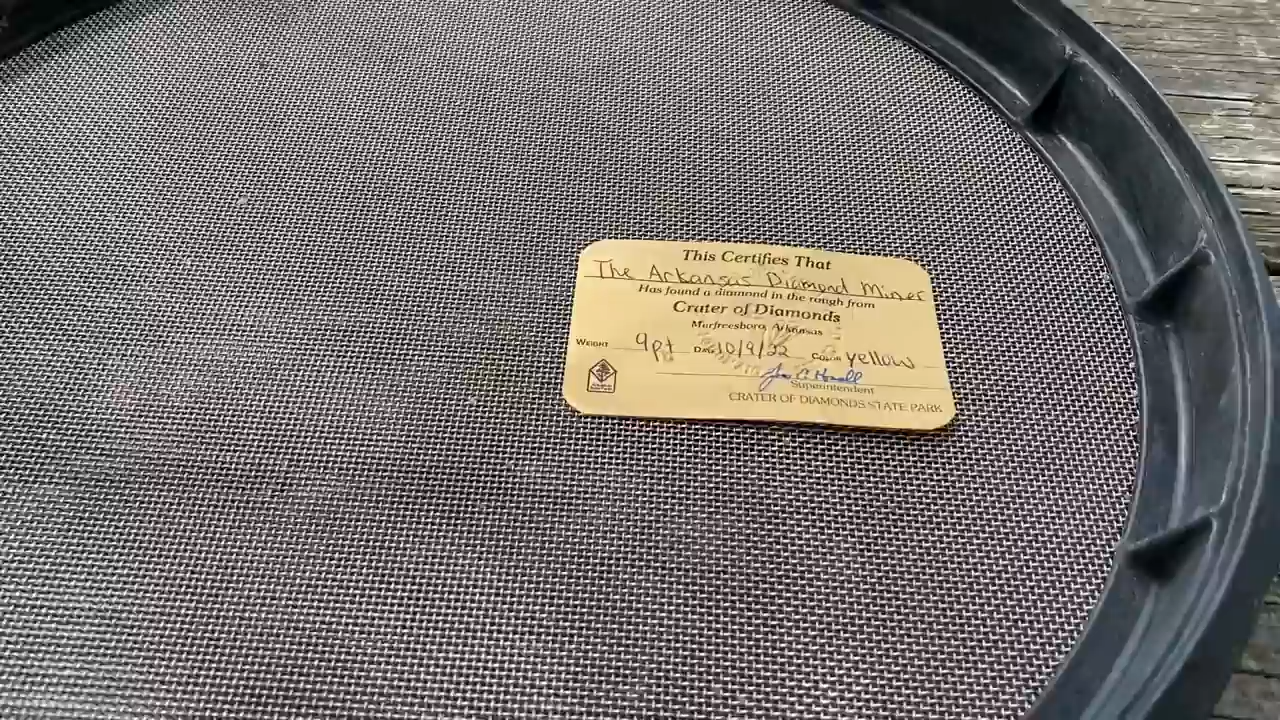 This Certifies That
The Arkansas Diamond Miner
Has found a diamond in the rough from
Crater of Diamonds
Murfreesboro, Arkansas
WEIGHT 9pt DATE 10/9/22 COLOR yellow
Superintendent
CRATER OF DIAMONDS STATE PARK